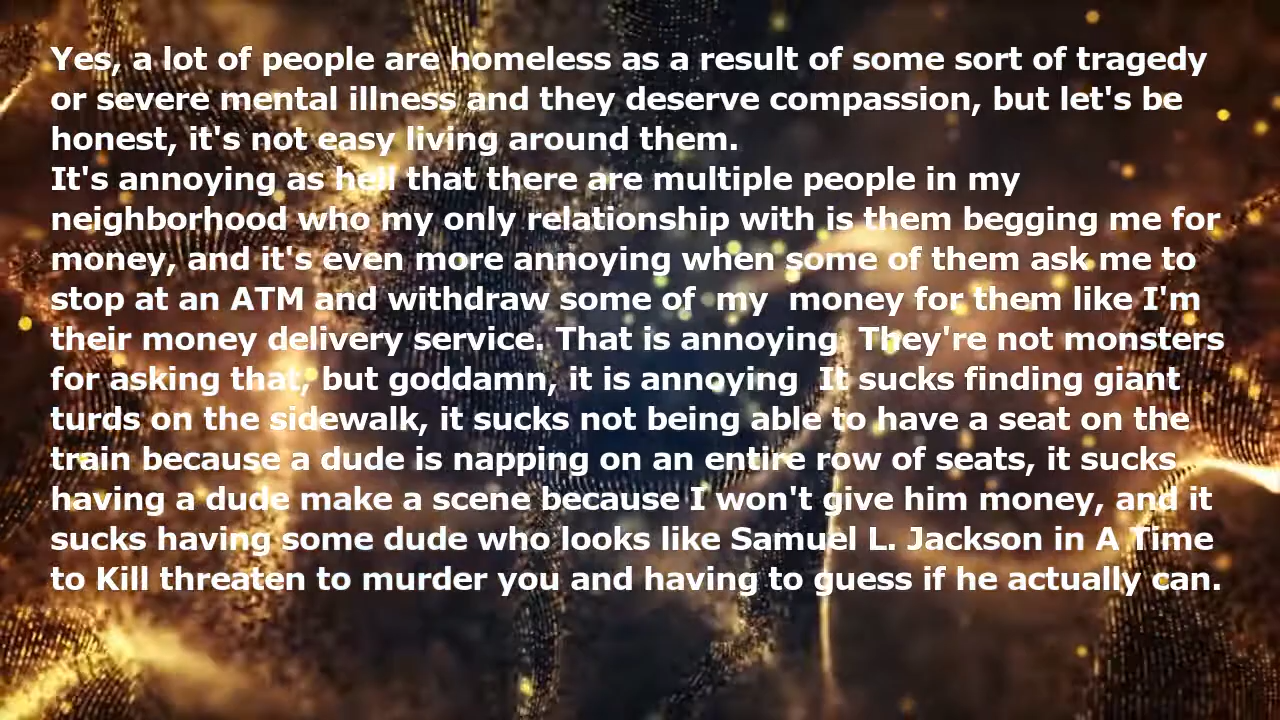 Yes, a lot of people are homeless as a result of some sort of tragedy
or severe mental illness and they deserve compassion, but let's be
honest, it's not easy living around them.
It's annoying as hell that there are multiple people in my
neighborhood who my only relationship with is them begging me for
money, and it's even more annoying when some of them ask me to
stop at an ATM and withdraw some of  my  money for them like I'm
their money delivery service. That is annoying  They're not monsters
for asking that, but goddamn, it is annoying  It sucks finding giant
turds on the sidewalk, it sucks not being able to have a seat on the
train because a dude is napping on an entire row of seats, it sucks
having a dude make a scene because I won't give him money, and it
sucks having some dude who looks like Samuel L. Jackson in A Time
to Kill threaten to murder you and having to guess if he actually can.